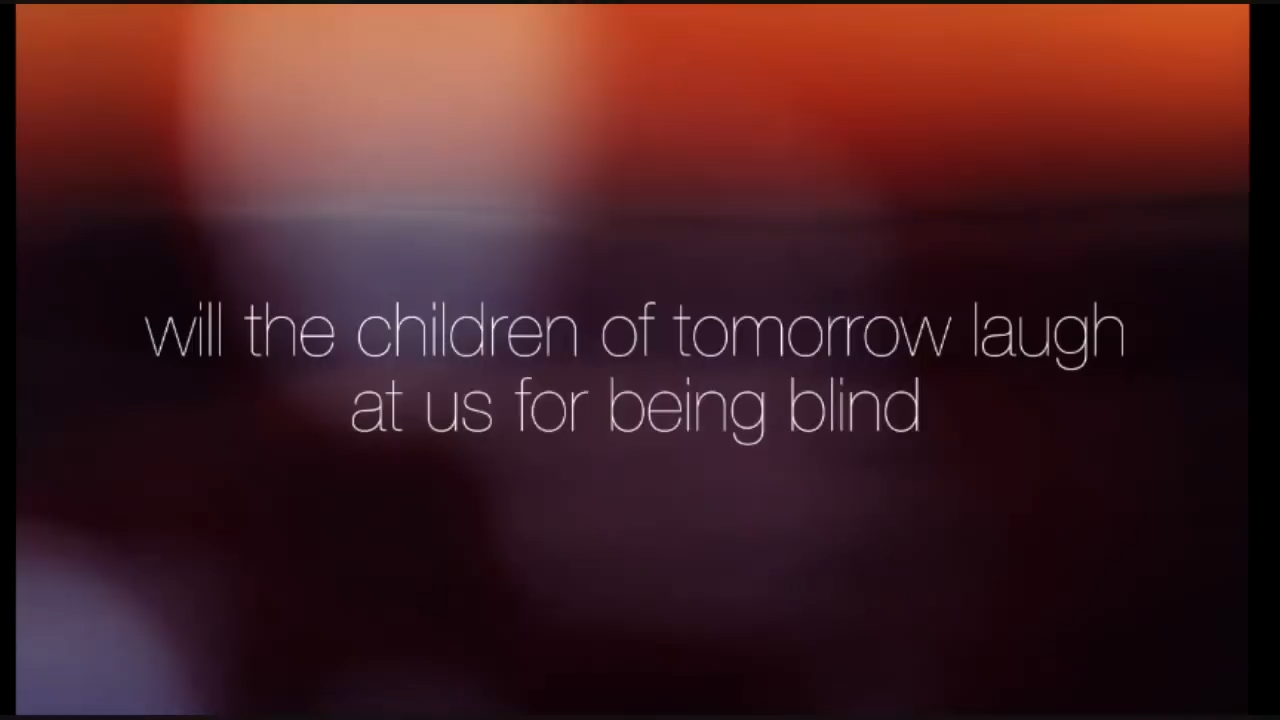 will the children of tomorrow laugh
at us for being blind